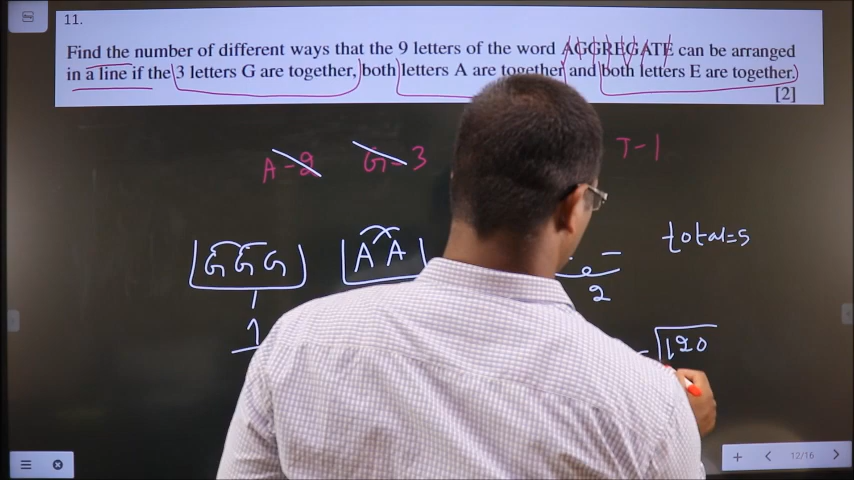 11.
Find the number of different ways that the 9 letters of the word AGGREGATE can be arranged
in a line if the 3 letters G are together, both letters A are together and both letters E are together.
[2]
A-2 G-3 T-1
total=5
GGG AA
1 2
120
12/16